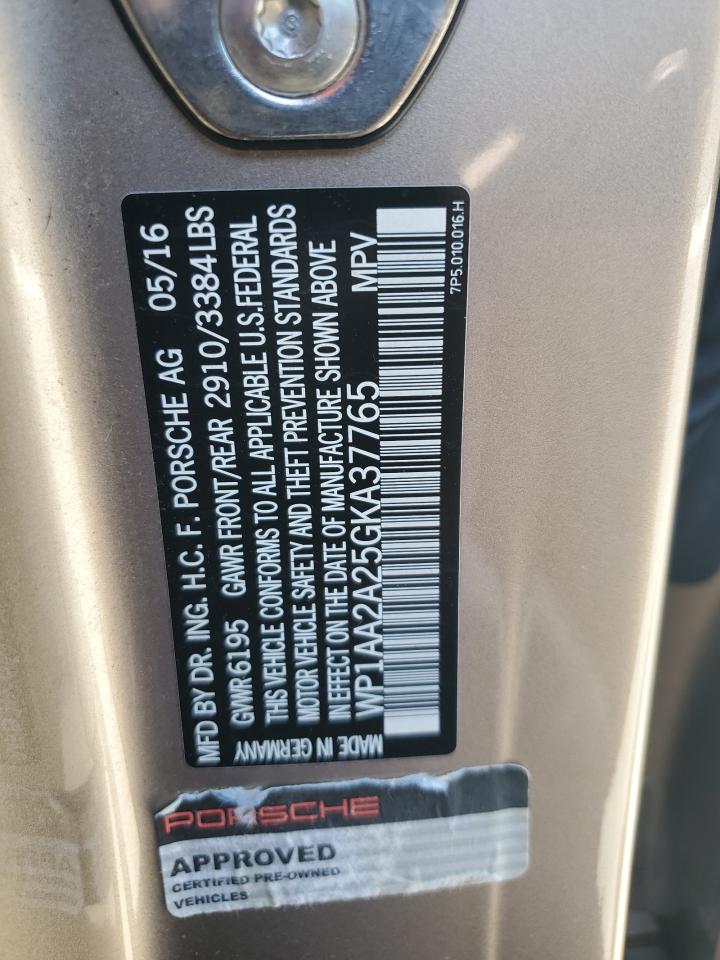 MFD BY DR. ING. H.C. F. PORSCHE AG 05/16
GVWR 6195 GAWR FRONT/REAR 2910/3384LBS
THIS VEHICLE CONFORMS TO ALL APPLICABLE U.S. FEDERAL
MOTOR VEHICLE SAFETY AND THEFT PREVENTION STANDARDS
IN EFFECT ON THE DATE OF MANUFACTURE SHOWN ABOVE
WP1AA2A25GKA37765 MPV
MADE IN GERMANY
7P5.010.016.H
PORSCHE
APPROVED
CERTIFIED PRE-OWNED
VEHICLES